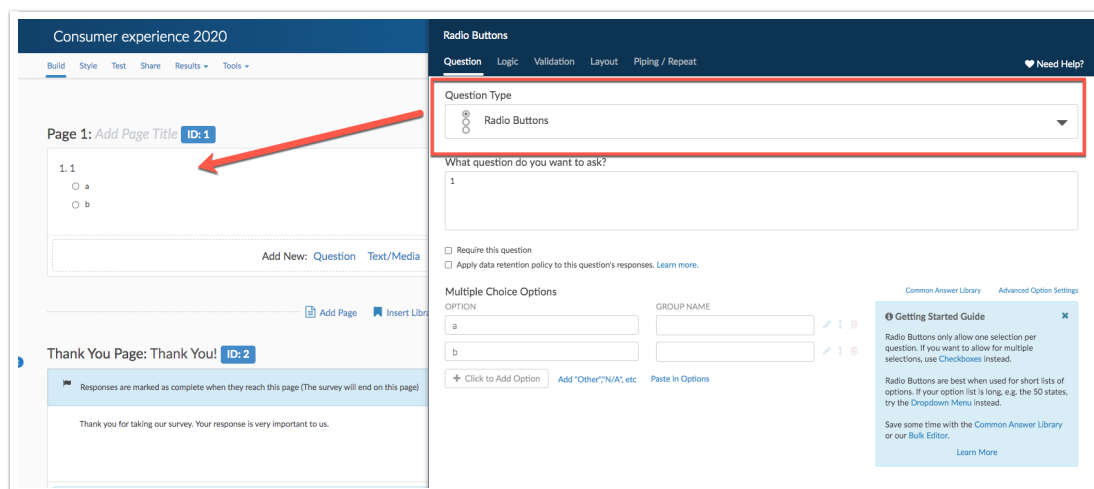 Consumer experience 2020
Build Style Test Share Results Tools
Page 1: Add Page Title ID: 1
1. 1
a
b
Add New: Question Text/Media
Add Page Insert Libra
Thank You Page: Thank You! ID: 2
Responses are marked as complete when they reach this page (The survey will end on this page)
Thank you for taking our survey. Your response is very important to us.
Radio Buttons
Question Logic Validation Layout Piping / Repeat Need Help?
Question Type
Radio Buttons
What question do you want to ask?
1
Require this question
Apply data retention policy to this question's responses. Learn more.
Multiple Choice Options Common Answer Library Advanced Option Settings
OPTION GROUP NAME
a
b
+ Click to Add Option Add "Other","N/A", etc Paste in Options
Getting Started Guide
Radio Buttons only allow one selection per
question. If you want to allow for multiple
selections, use Checkboxes instead.
Radio Buttons are best when used for short lists of
options. If your option list is long, e.g. the 50 states,
try the Dropdown Menu instead.
Save some time with the Common Answer Library
or our Bulk Editor.
Learn More